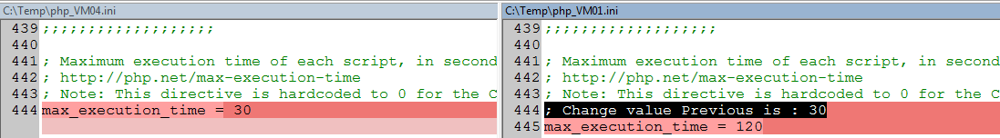 C:\Temp\php_VM04.ini
439 ;;;;;;;;;;;;;;;;;;;
440
441 ; Maximum execution time of each script, in second
442 ; http://php.net/max-execution-time
443 ; Note: This directive is hardcoded to 0 for the C
444 max_execution_time = 30
C:\Temp\php_VM01.ini
439 ;;;;;;;;;;;;;;;;;;;
440
441 ; Maximum execution time of each script, in second
442 ; http://php.net/max-execution-time
443 ; Note: This directive is hardcoded to 0 for the C
444 ; Change value Previous is : 30
445 max_execution_time = 120